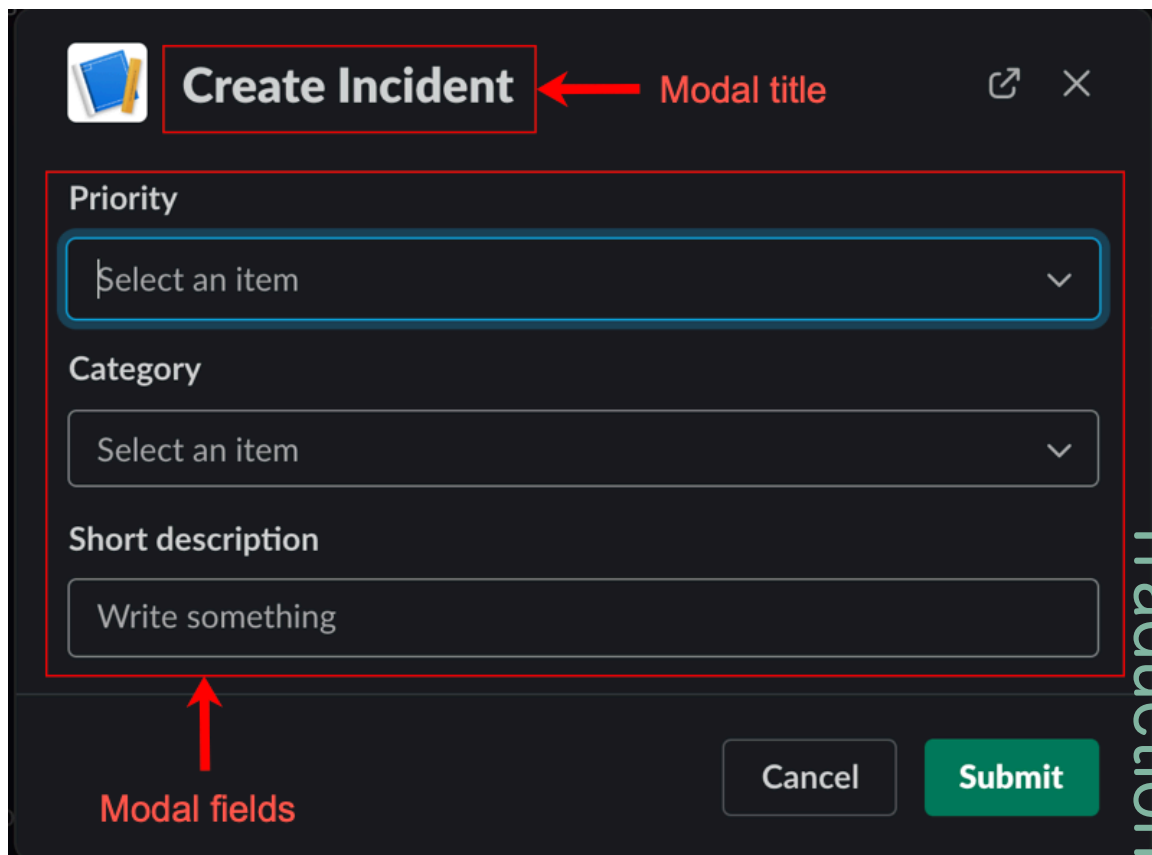 Create Incident
Modal title
Priority
Select an item
Category
Select an item
Short description
Write something
Modal fields
Cancel
Submit